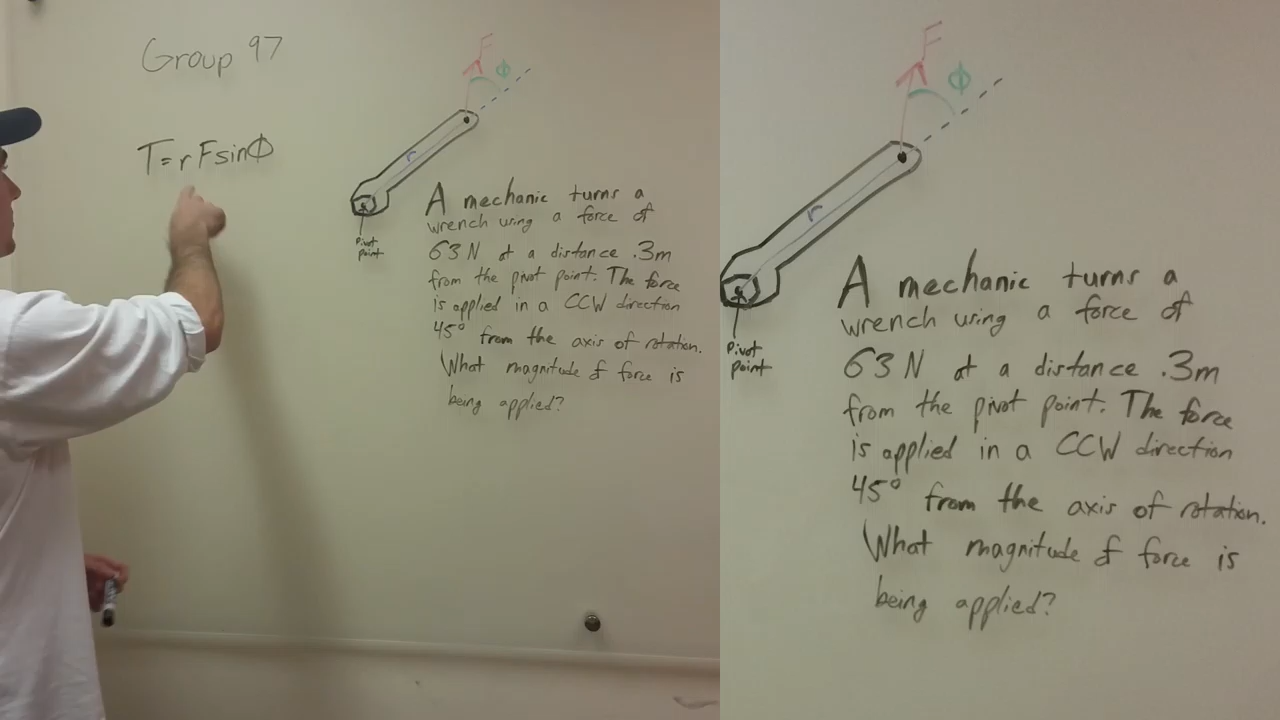 Group 97
T=rFsinΦ
F
Φ
r
Pivot
point
A mechanic turns a
wrench using a force of
63N at a distance .3m
from the pivot point. The force
is applied in a CCW direction
45° from the axis of rotation.
What magnitude of force is
being applied?
F
Φ
r
Pivot
point
A mechanic turns a
wrench using a force of
63N at a distance .3m
from the pivot point. The force
is applied in a CCW direction
45° from the axis of rotation.
What magnitude of force is
being applied?